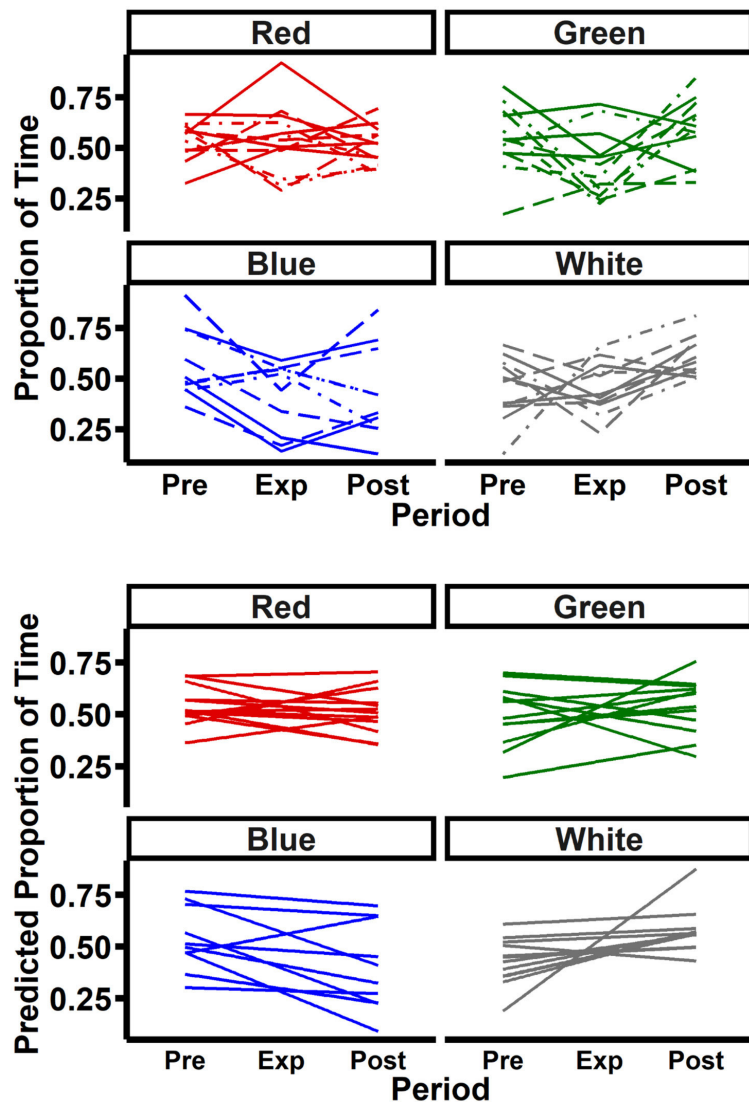 Red Green
0.75
0.50
0.25
Blue White
0.75
0.50
0.25
Pre Exp Post Pre Exp Post
Period
Proportion of Time
Red Green
0.75
0.50
0.25
Blue White
0.75
0.50
0.25
Pre Exp Post Pre Exp Post
Period
Predicted Proportion of Time